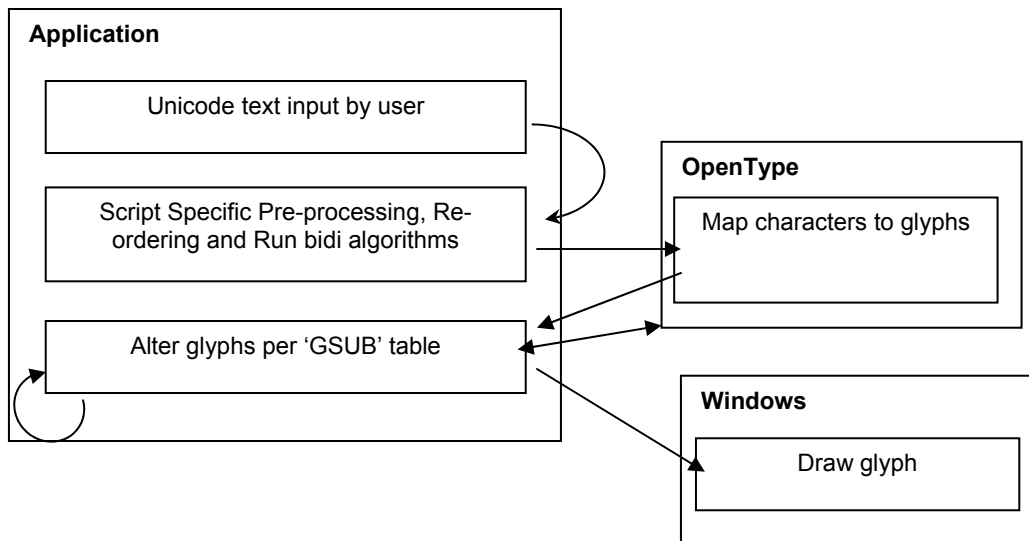 Application
Unicode text input by user
Script Specific Pre-processing, Re-
ordering and Run bidi algorithms
Alter glyphs per ‘GSUB’ table
OpenType
Map characters to glyphs
Windows
Draw glyph